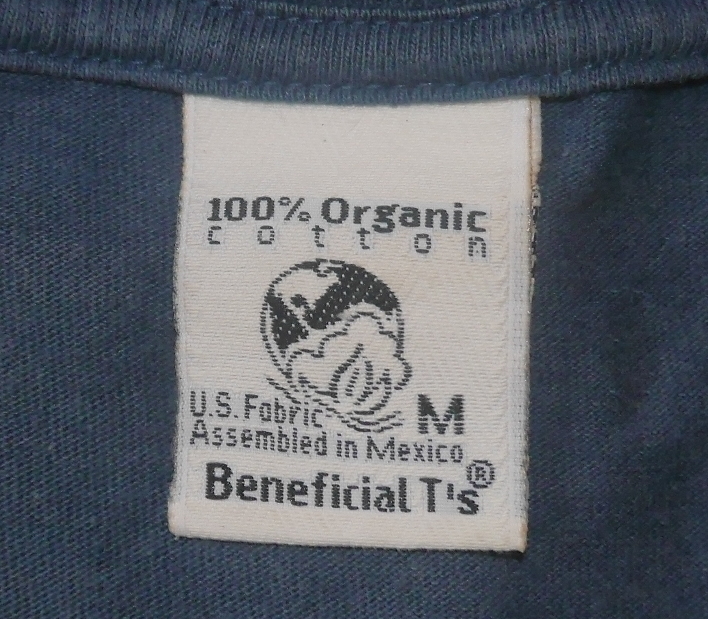 100% Organic
cotton
U.S. Fabric
M
Assembled in Mexico
Beneficial T's®